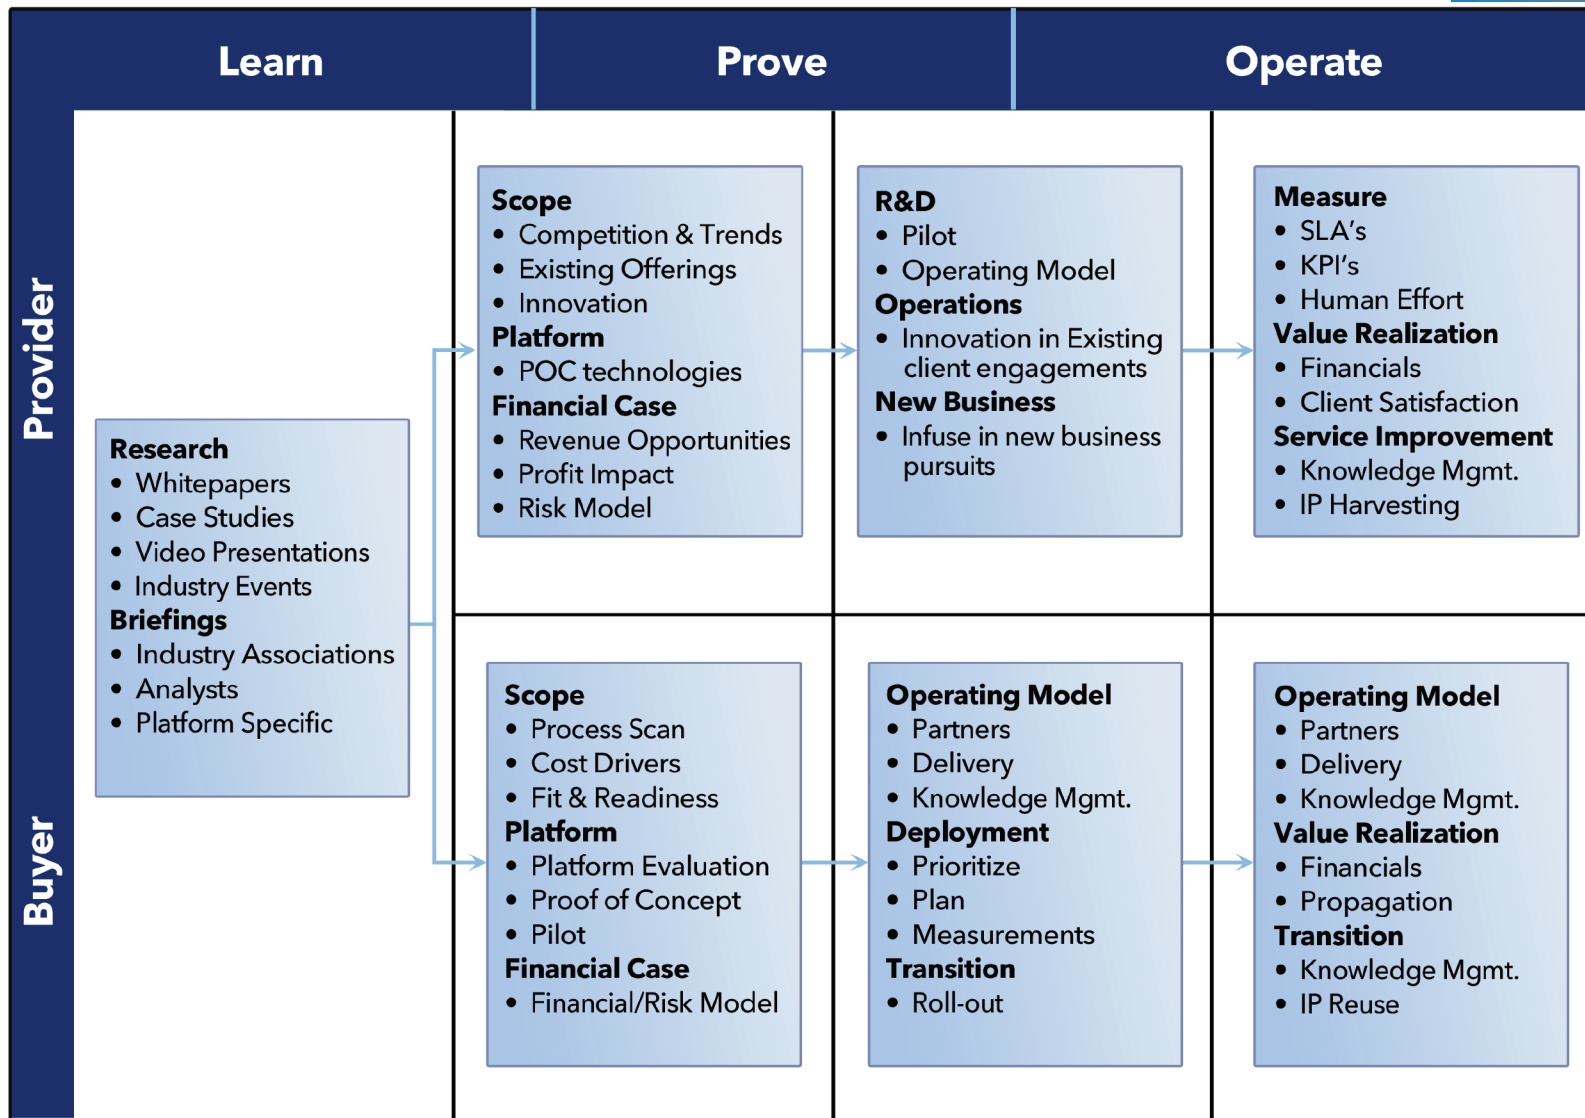 Learn
Prove
Operate
Provider
Buyer
Research
• Whitepapers
• Case Studies
• Video Presentations
• Industry Events
Briefings
• Industry Associations
• Analysts
• Platform Specific
Scope
• Competition & Trends
• Existing Offerings
• Innovation
Platform
• POC technologies
Financial Case
• Revenue Opportunities
• Profit Impact
• Risk Model
R&D
• Pilot
• Operating Model
Operations
• Innovation in Existing
client engagements
New Business
• Infuse in new business
pursuits
Measure
• SLA's
• KPI's
• Human Effort
Value Realization
• Financials
• Client Satisfaction
Service Improvement
• Knowledge Mgmt.
• IP Harvesting
Scope
• Process Scan
• Cost Drivers
• Fit & Readiness
Platform
• Platform Evaluation
• Proof of Concept
• Pilot
Financial Case
• Financial/Risk Model
Operating Model
• Partners
• Delivery
• Knowledge Mgmt.
Deployment
• Prioritize
• Plan
• Measurements
Transition
• Roll-out
Operating Model
• Partners
• Delivery
• Knowledge Mgmt.
Value Realization
• Financials
• Propagation
Transition
• Knowledge Mgmt.
• IP Reuse